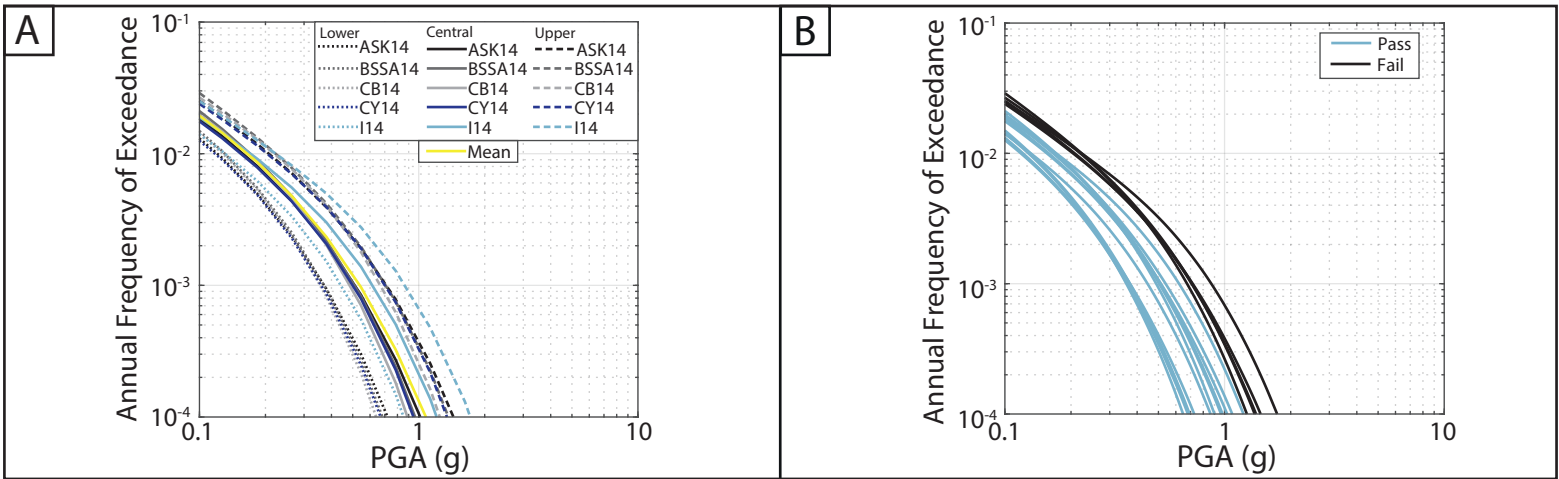 A
Annual Frequency of Exceedance
10-1
10-2
10-3
10-4
Lower Central Upper
ASK14 ASK14 ASK14
BSSA14 BSSA14 BSSA14
CB14 CB14 CB14
CY14 CY14 CY14
I14 I14 I14
Mean
0.1 1 10
PGA (g)
B
Annual Frequency of Exceedance
10-1
10-2
10-3
10-4
Pass
Fail
0.1 1 10
PGA (g)